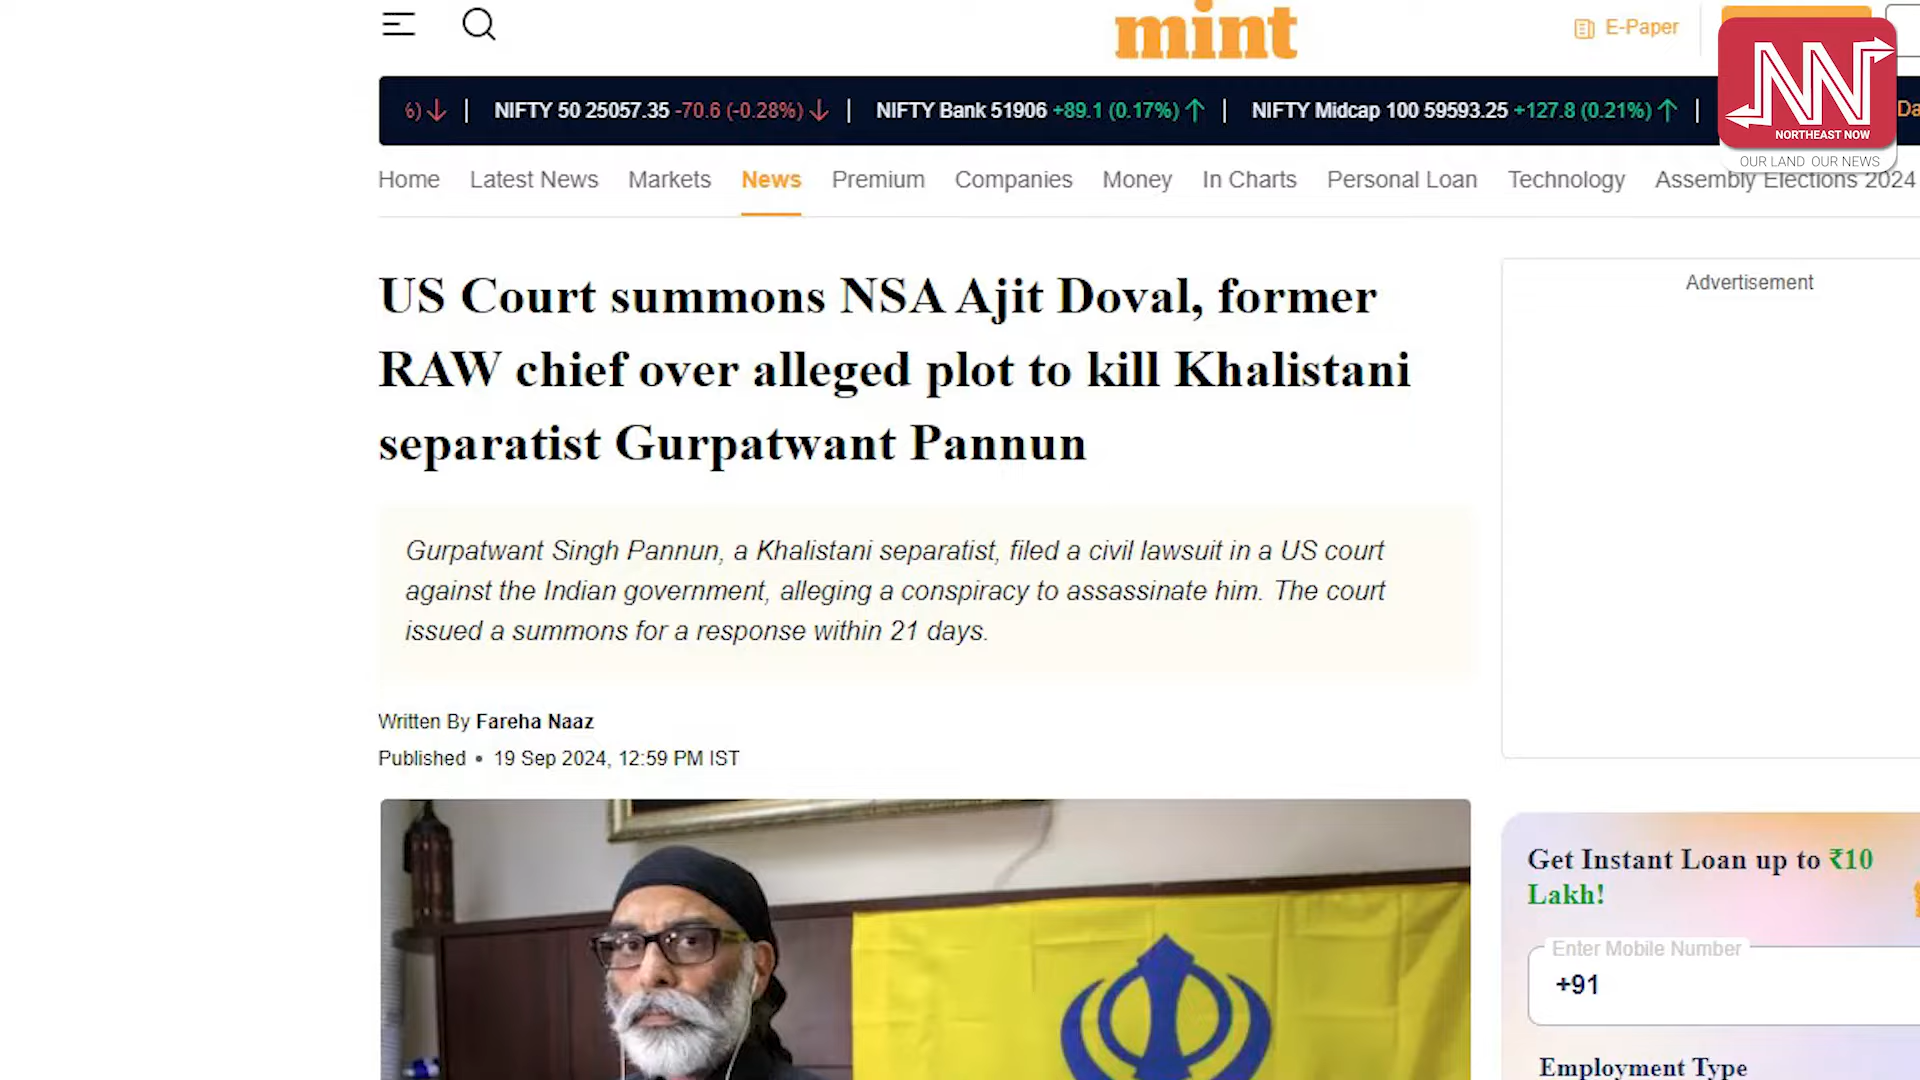 mint
E-Paper
%) | NIFTY 50 25057.35 -70.6 (-0.28%) | NIFTY Bank 51906 +89.1 (0.17%) | NIFTY Midcap 100 59593.25 +127.8 (0.21%) |
NN
NORTHEAST NOW
OUR LAND OUR NEWS
Home Latest News Markets News Premium Companies Money In Charts Personal Loan Technology Assembly Elections 2024
US Court summons NSA Ajit Doval, former
RAW chief over alleged plot to kill Khalistani
separatist Gurpatwant Pannun
Advertisement
Gurpatwant Singh Pannun, a Khalistani separatist, filed a civil lawsuit in a US court
against the Indian government, alleging a conspiracy to assassinate him. The court
issued a summons for a response within 21 days.
Written By Fareha Naaz
Published • 19 Sep 2024, 12:59 PM IST
Get Instant Loan up to ₹10
Lakh!
Enter Mobile Number
+91
Employment Type